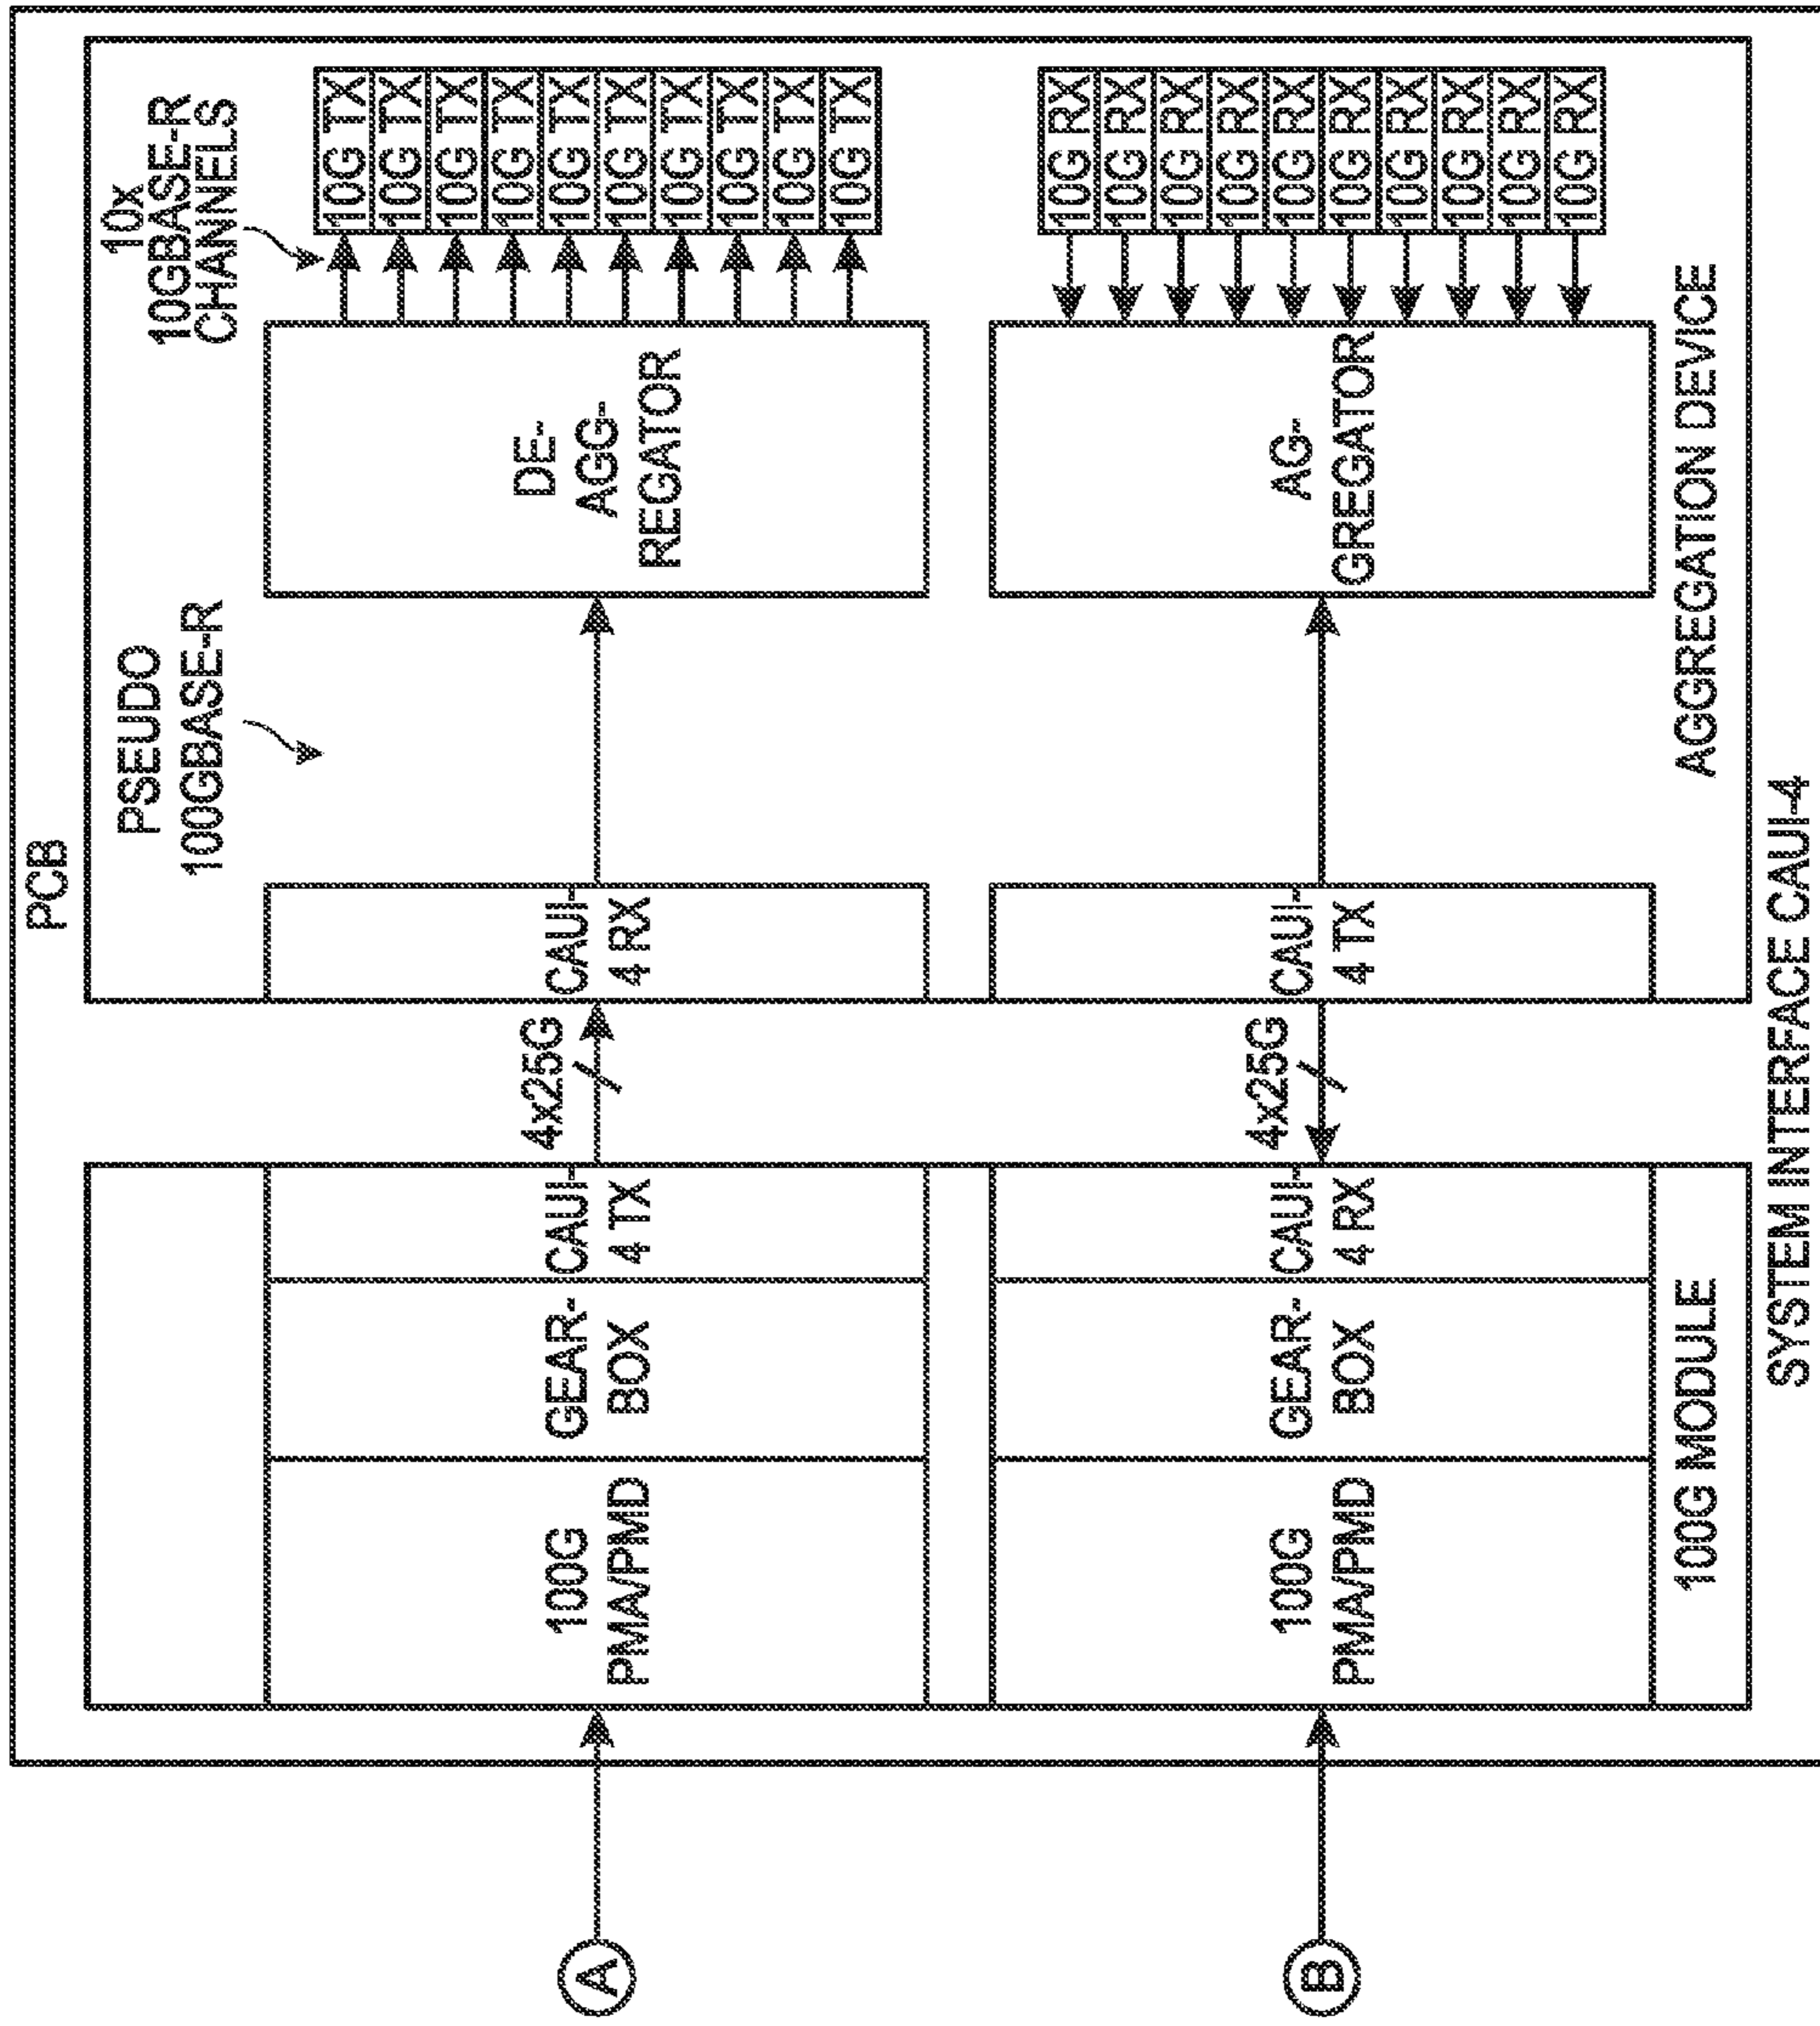 PCB
PSEUDO
100GBASE-R
10x
10GBASE-R
CHANNELS
A
100G
PMA/PMD
GEAR-
BOX
CAUI-
4 TX
4x25G
CAUI-
4 RX
DE-
AGG-
REGATOR
10G TX
10G TX
10G TX
10G TX
10G TX
10G TX
10G TX
10G TX
10G TX
10G TX
B
100G
PMA/PMD
GEAR-
BOX
CAUI-
4 RX
4x25G
CAUI-
4 TX
AG-
GREGATOR
10G RX
10G RX
10G RX
10G RX
10G RX
10G RX
10G RX
10G RX
10G RX
10G RX
100G MODULE
AGGREGATION DEVICE
SYSTEM INTERFACE CAUI-4